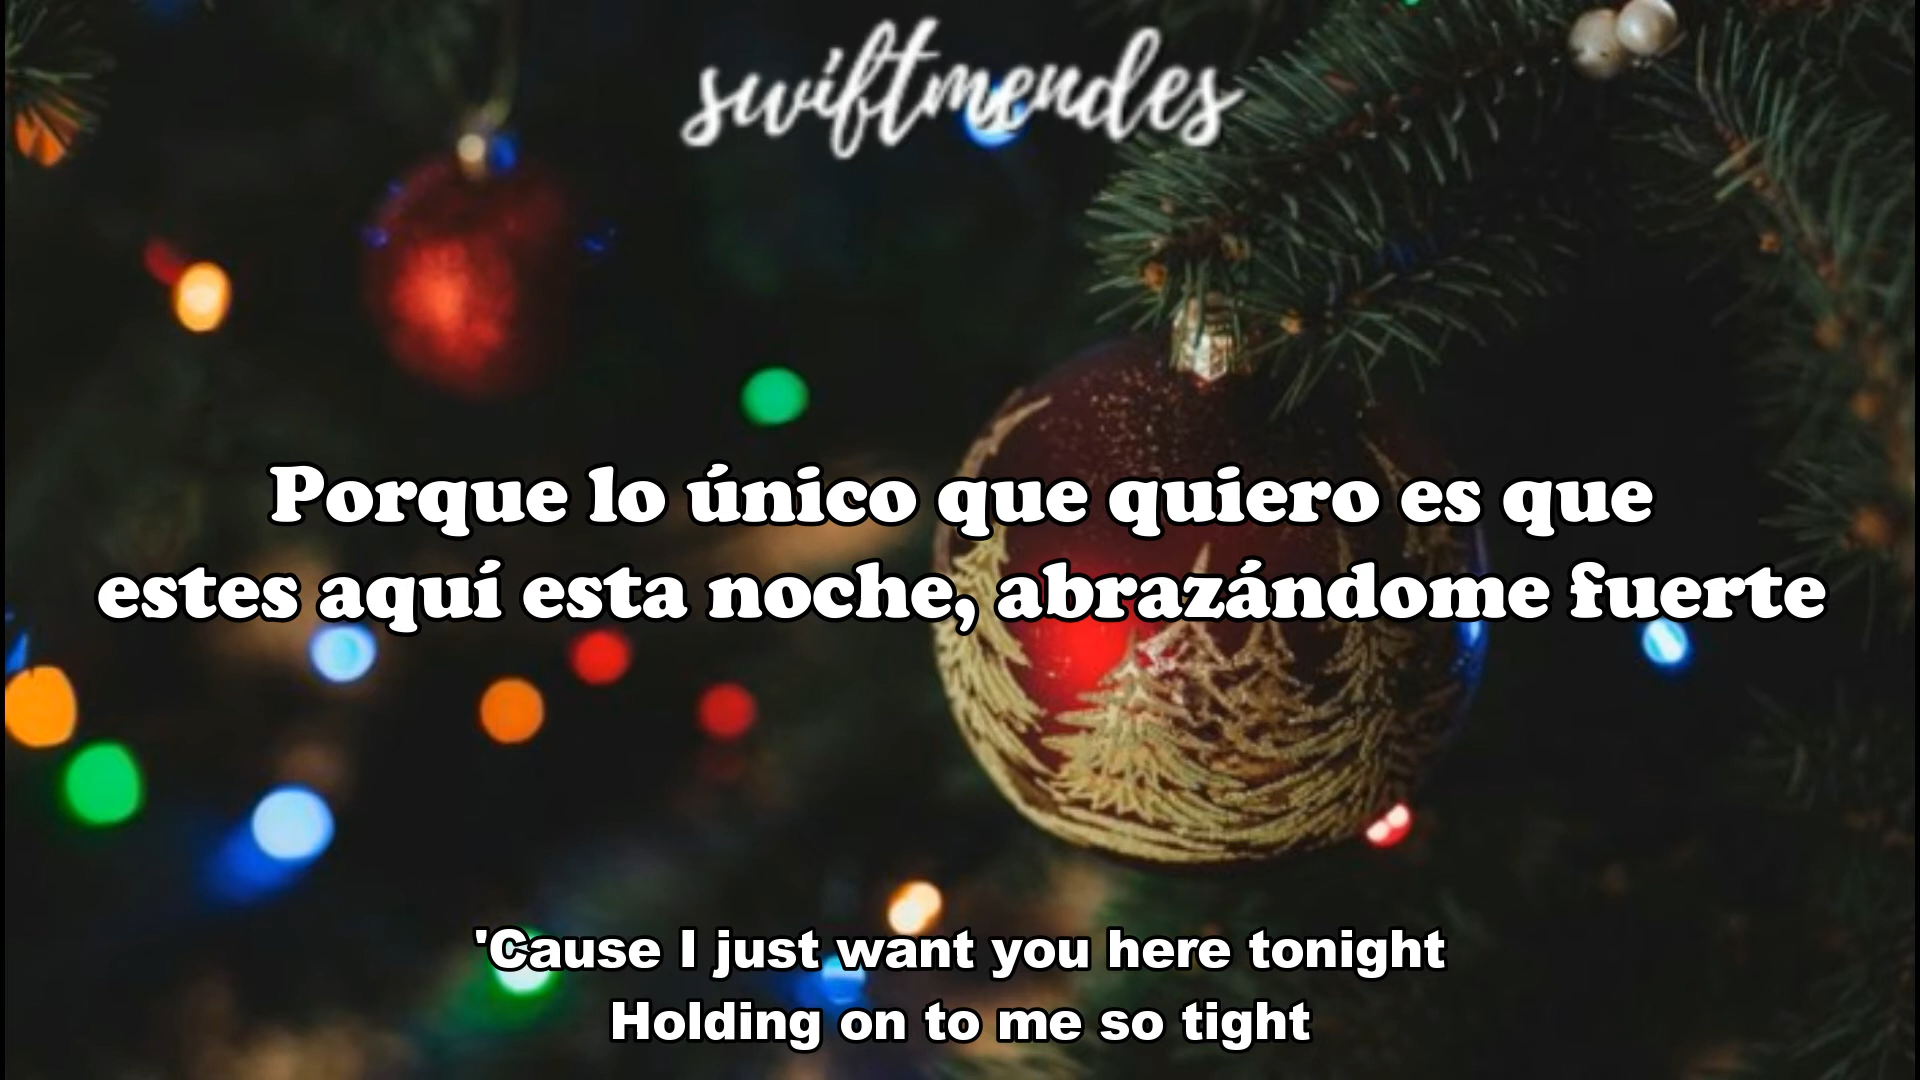 swiftmendes
Porque lo único que quiero es que
estes aquí esta noche, abrazándome fuerte
'Cause I just want you here tonight
Holding on to me so tight